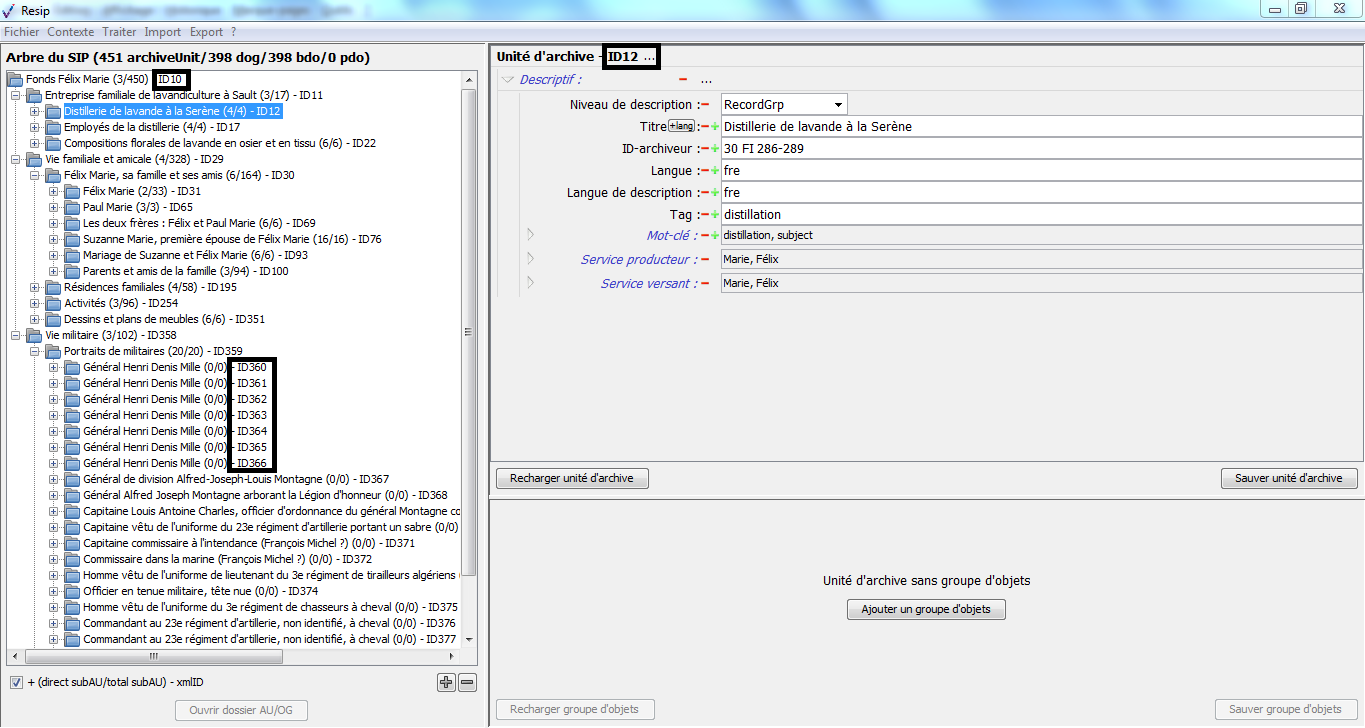 Resip
Fichier Contexte Traiter Import Export ?
Arbre du SIP (451 archiveUnit/398 dog/398 bdo/0 pdo)
Fonds Félix Marie (3/450) ID10
Entreprise familiale de lavandiculture à Sault (3/17) - ID11
Distillerie de lavande à la Serène (4/4) - ID12
Employés de la distillerie (4/4) - ID17
Compositions florales de lavande en osier et en tissu (6/6) - ID22
Vie familiale et amicale (4/328) - ID29
Félix Marie, sa famille et ses amis (6/164) - ID30
Félix Marie (2/33) - ID31
Paul Marie (3/3) - ID65
Les deux frères : Félix et Paul Marie (6/6) - ID69
Suzanne Marie, première épouse de Félix Marie (16/16) - ID76
Mariage de Suzanne et Félix Marie (6/6) - ID93
Parents et amis de la famille (3/94) - ID100
Résidences familiales (4/58) - ID195
Activités (3/96) - ID254
Dessins et plans de meubles (6/6) - ID351
Vie militaire (3/102) - ID358
Portraits de militaires (20/20) - ID359
Général Henri Denis Mille (0/0) - ID360
Général Henri Denis Mille (0/0) - ID361
Général Henri Denis Mille (0/0) - ID362
Général Henri Denis Mille (0/0) - ID363
Général Henri Denis Mille (0/0) - ID364
Général Henri Denis Mille (0/0) - ID365
Général Henri Denis Mille (0/0) - ID366
Général de division Alfred-Joseph-Louis Montagne (0/0) - ID367
Général Alfred Joseph Montagne arborant la Légion d'honneur (0/0) - ID368
Capitaine Louis Antoine Charles, officier d'ordonnance du général Montagne co
Capitaine vêtu de l'uniforme du 23e régiment d'artillerie portant un sabre (0/0)
Capitaine commissaire à l'intendance (François Michel ?) (0/0) - ID371
Commissaire dans la marine (François Michel ?) (0/0) - ID372
Homme vêtu de l'uniforme de lieutenant du 3e régiment de tirailleurs algériens
Officier en tenue militaire, tête nue (0/0) - ID374
Homme vêtu de l'uniforme du 3e régiment de chasseurs à cheval (0/0) - ID375
Commandant au 23e régiment d'artillerie, non identifié, à cheval (0/0) - ID376
Commandant au 23e régiment d'artillerie, non identifié, à cheval (0/0) - ID377
+ (direct subAU/total subAU) - xmlID
Ouvrir dossier AU/OG
Unité d'archive - ID12 ...
Descriptif : ...
Niveau de description : RecordGrp
Titre +lang : Distillerie de lavande à la Serène
ID-archiveur : 30 FI 286-289
Langue : fre
Langue de description : fre
Tag : distillation
Mot-clé : distillation, subject
Service producteur : Marie, Félix
Service versant : Marie, Félix
Recharger unité d'archive Sauver unité d'archive
Unité d'archive sans groupe d'objets
Ajouter un groupe d'objets
Recharger groupe d'objets Sauver groupe d'objets